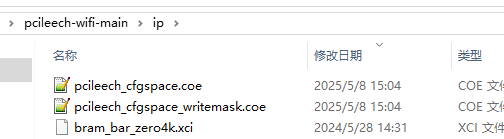 pcileech-wifi-main > ip >
名称 修改日期 类型
pcileech_cfgspace.coe 2025/5/8 15:04 COE 文件
pcileech_cfgspace_writemask.coe 2025/5/8 15:04 COE 文件
bram_bar_zero4k.xci 2024/5/28 14:31 XCI 文件